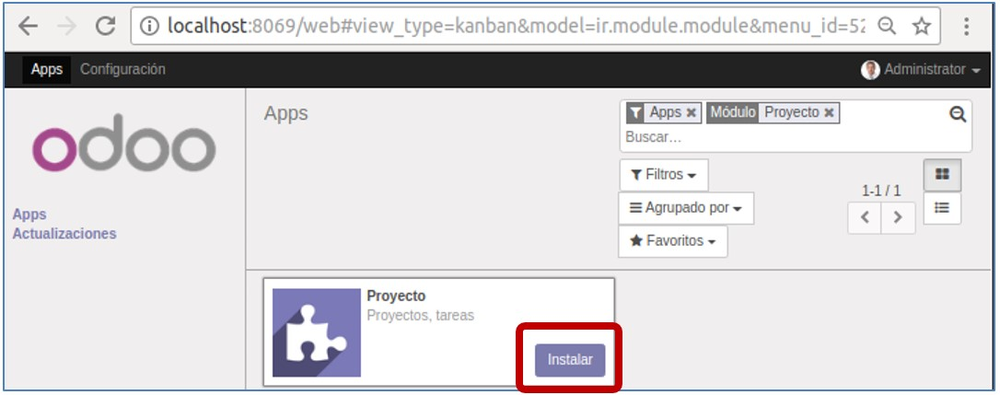 localhost:8069/web#view_type=kanban&model=ir.module.module&menu_id=52
Apps Configuración Administrator
odoo
Apps
Actualizaciones
Apps
Apps Módulo Proyecto
Buscar...
Filtros
Agrupado por
Favoritos
1-1 / 1
Proyecto
Proyectos, tareas
Instalar